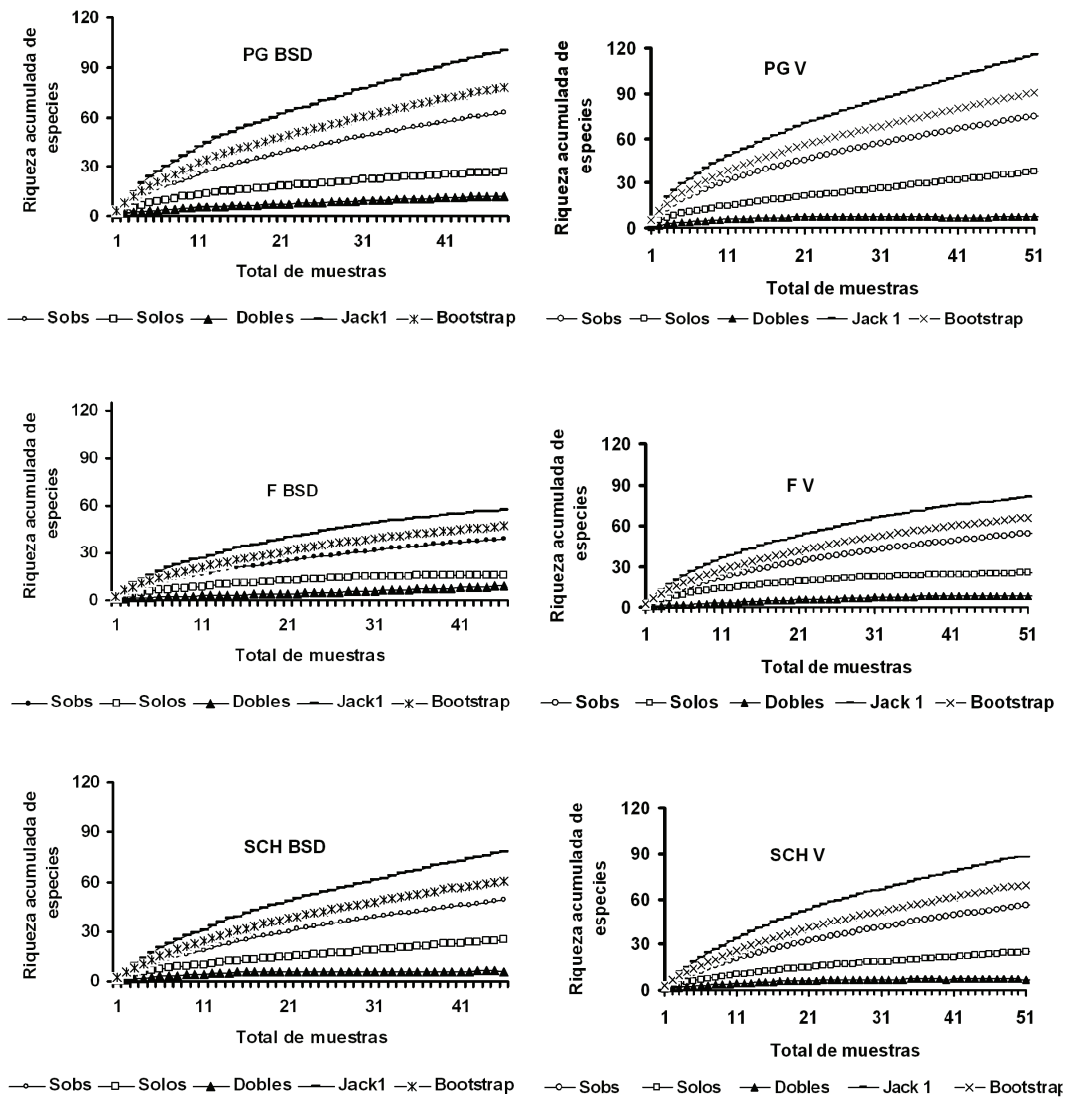 PG BSD
Riqueza acumulada de
especies
120
90
60
30
0
1 11 21 31 41
Total de muestras
Sobs Solos Dobles Jack1 Bootstrap
PG V
Riqueza acumulada de
especies
120
90
60
30
0
1 11 21 31 41 51
Total de muestras
Sobs Solos Dobles Jack 1 Bootstrap
F BSD
Riqueza acumulada de
especies
120
90
60
30
0
1 11 21 31 41
Total de muestras
Sobs Solos Dobles Jack1 Bootstrap
F V
Riqueza acumulada de
especies
120
90
60
30
0
1 11 21 31 41 51
Total de muestras
Sobs Solos Dobles Jack 1 Bootstrap
SCH BSD
Riqueza acumulada de
especies
120
90
60
30
0
1 11 21 31 41
Total de muestras
Sobs Solos Dobles Jack1 Bootstrap
SCH V
Riqueza acumulada de
especies
120
90
60
30
0
1 11 21 31 41 51
Total de muestras
Sobs Solos Dobles Jack 1 Bootstrap